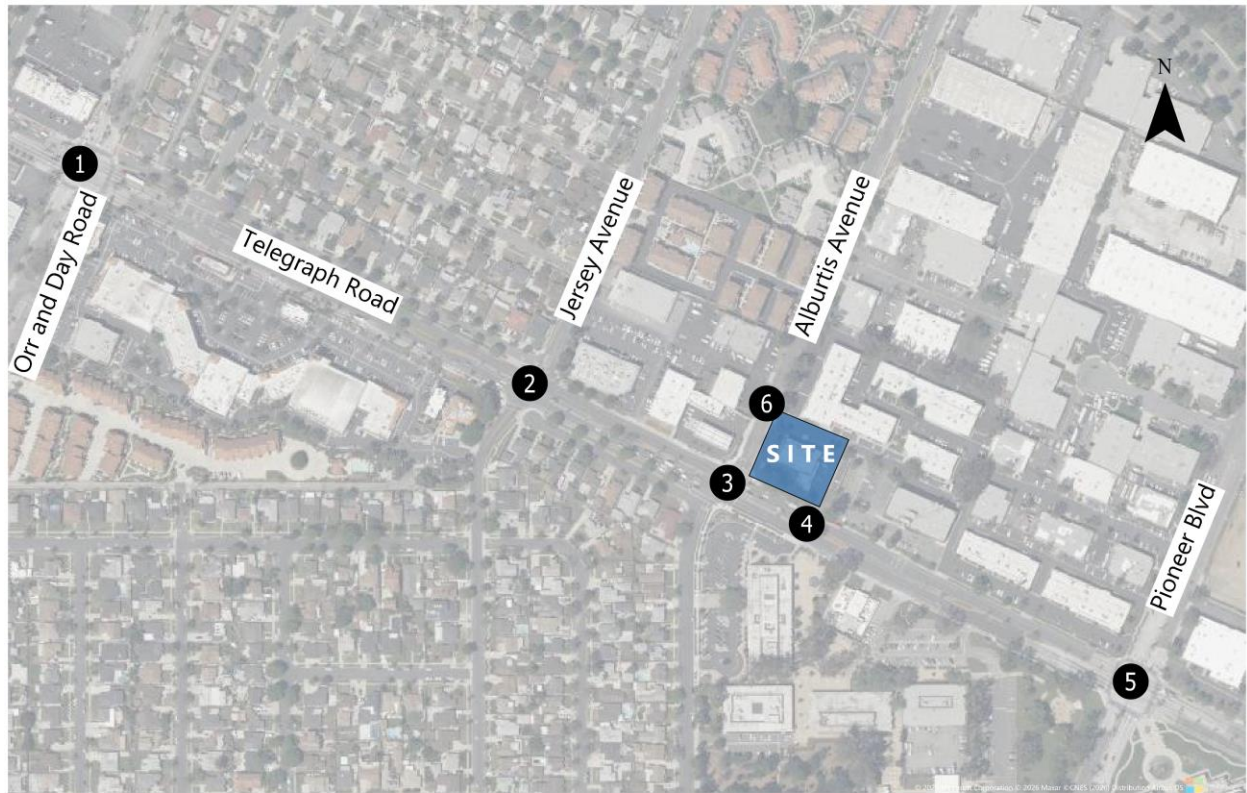 N
1
Orr and Day Road
Telegraph Road
Jersey Avenue
Alburtis Avenue
2
6
SITE
3
4
Pioneer Blvd
5